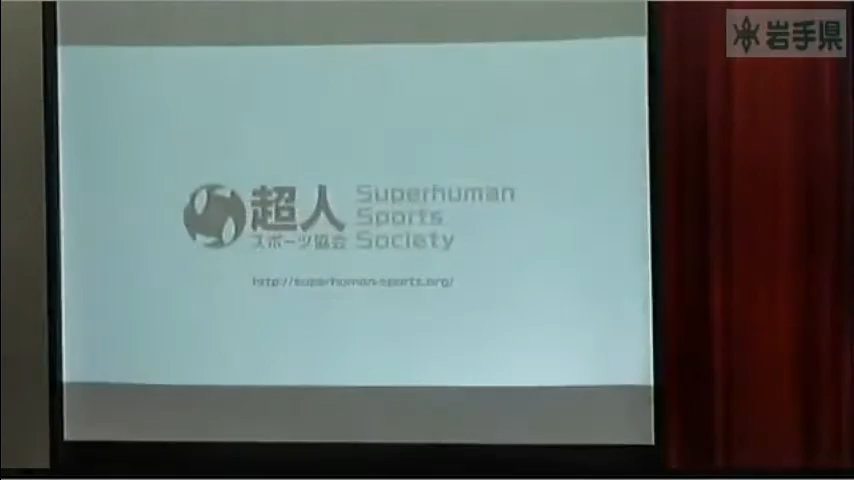 岩手県
超人
スポーツ協会
Superhuman
Sports
Society
http://superhuman-sports.org/